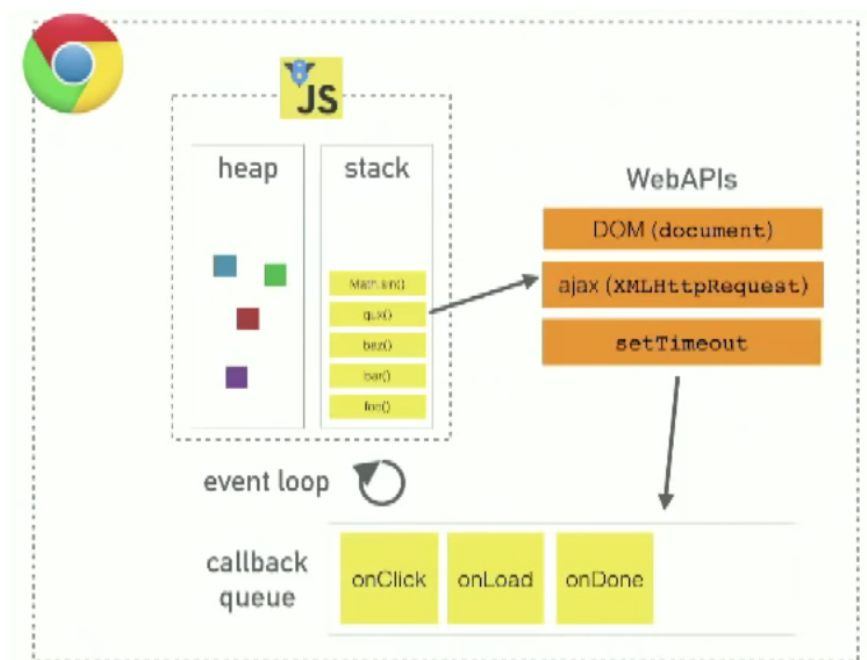 JS
heap
stack
Math.sin()
qux()
baz()
bar()
foo()
WebAPIs
DOM (document)
ajax (XMLHttpRequest)
setTimeout
event loop
callback
queue
onClick
onLoad
onDone